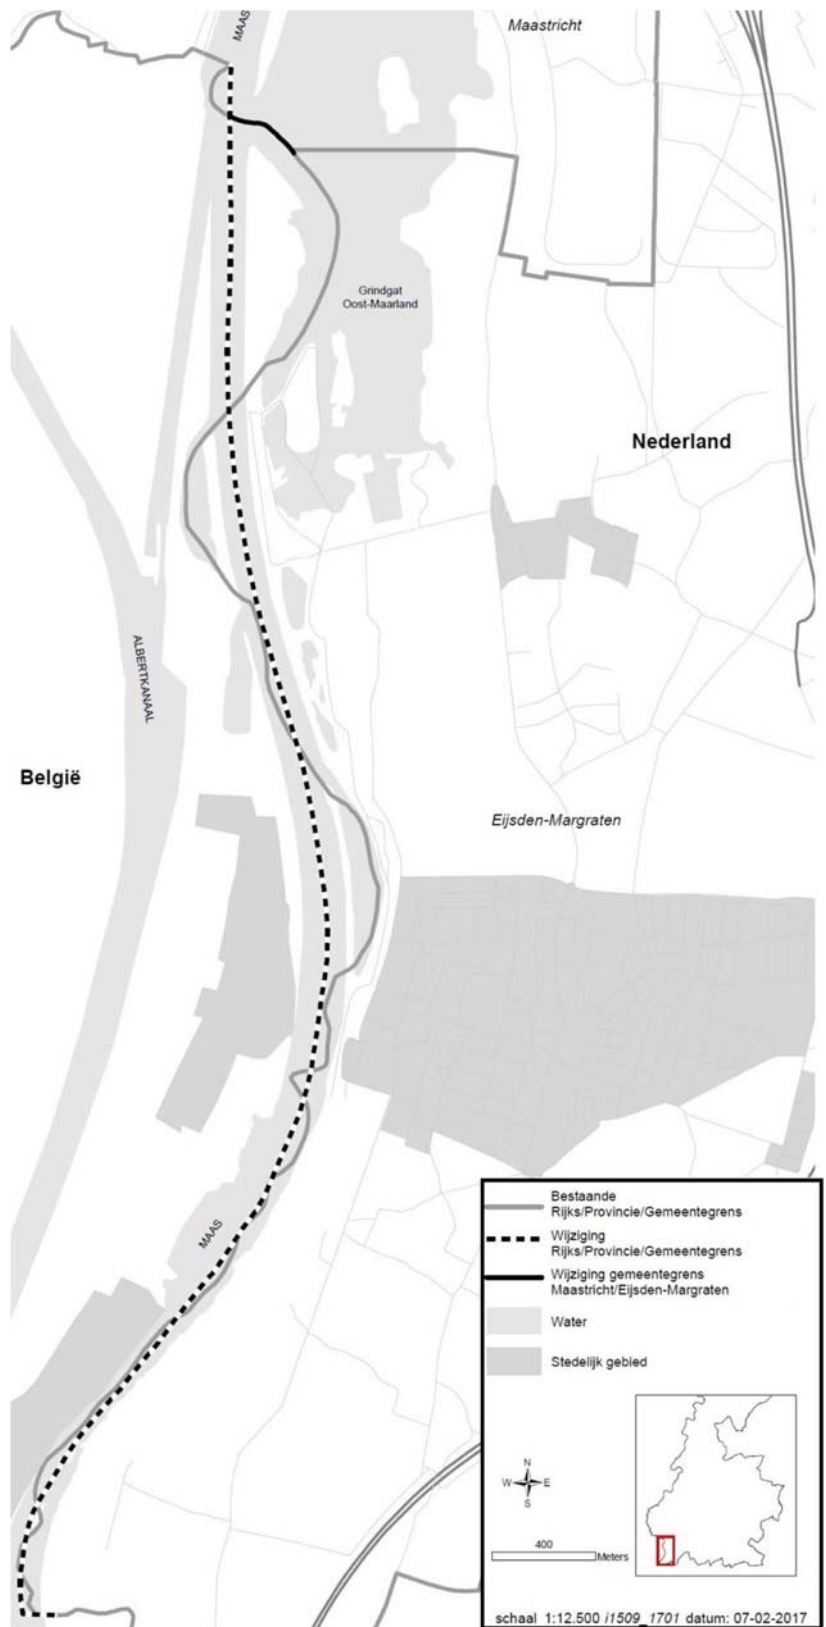 MAAS
Maastricht
Grindgat
Oost-Maarland
Nederland
ALBERTKANAAL
België
Eijsden-Margraten
MAAS
Bestaande
Rijks/Provincie/Gemeentegrens
Wijziging
Rijks/Provincie/Gemeentegrens
Wijziging gemeentegrens
Maastricht/Eijsden-Margraten
Water
Stedelijk gebied
N
W E
S
400
Meters
schaal 1:12.500 i1509_1701 datum: 07-02-2017